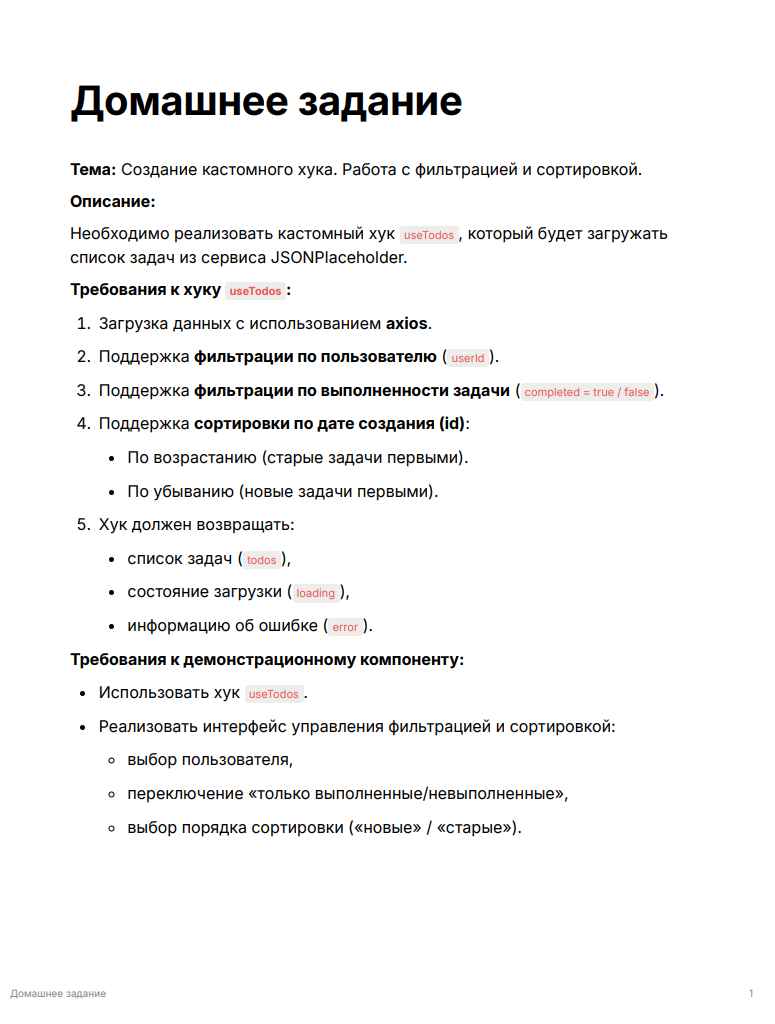 Домашнее задание
Тема: Создание кастомного хука. Работа с фильтрацией и сортировкой.
Описание:
Необходимо реализовать кастомный хук useTodos, который будет загружать
список задач из сервиса JSONPlaceholder.
Требования к хуку useTodos:
1. Загрузка данных с использованием axios.
2. Поддержка фильтрации по пользователю (userId).
3. Поддержка фильтрации по выполненности задачи (completed = true / false).
4. Поддержка сортировки по дате создания (id):
• По возрастанию (старые задачи первыми).
• По убыванию (новые задачи первыми).
5. Хук должен возвращать:
• список задач (todos),
• состояние загрузки (loading),
• информацию об ошибке (error).
Требования к демонстрационному компоненту:
• Использовать хук useTodos.
• Реализовать интерфейс управления фильтрацией и сортировкой:
◦ выбор пользователя,
◦ переключение «только выполненные/невыполненные»,
◦ выбор порядка сортировки («новые» / «старые»).
Домашнее задание 1